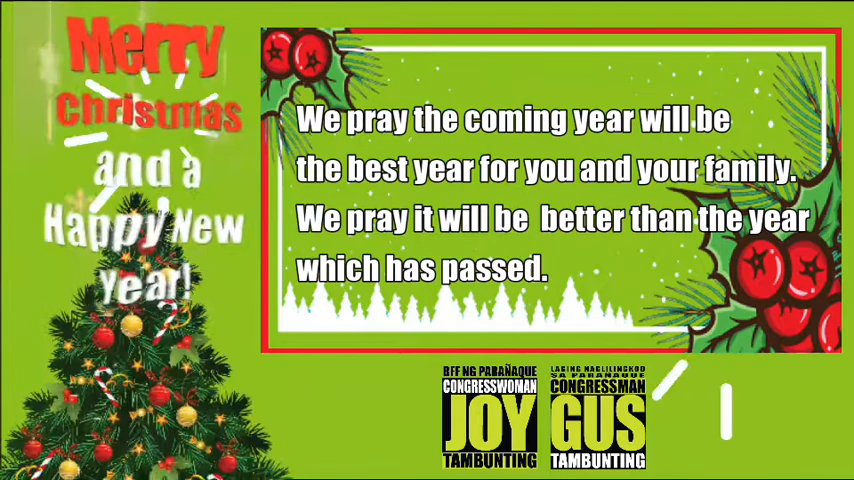 Merry
Christmas
and a
Happy New
Year!
We pray the coming year will be
the best year for you and your family.
We pray it will be better than the year
which has passed.
BFF NG PARAÑAQUE
CONGRESSWOMAN
JOY
TAMBUNTING
LAGING NAGLILINGKOD
SA PARAÑAQUE
CONGRESSMAN
GUS
TAMBUNTING